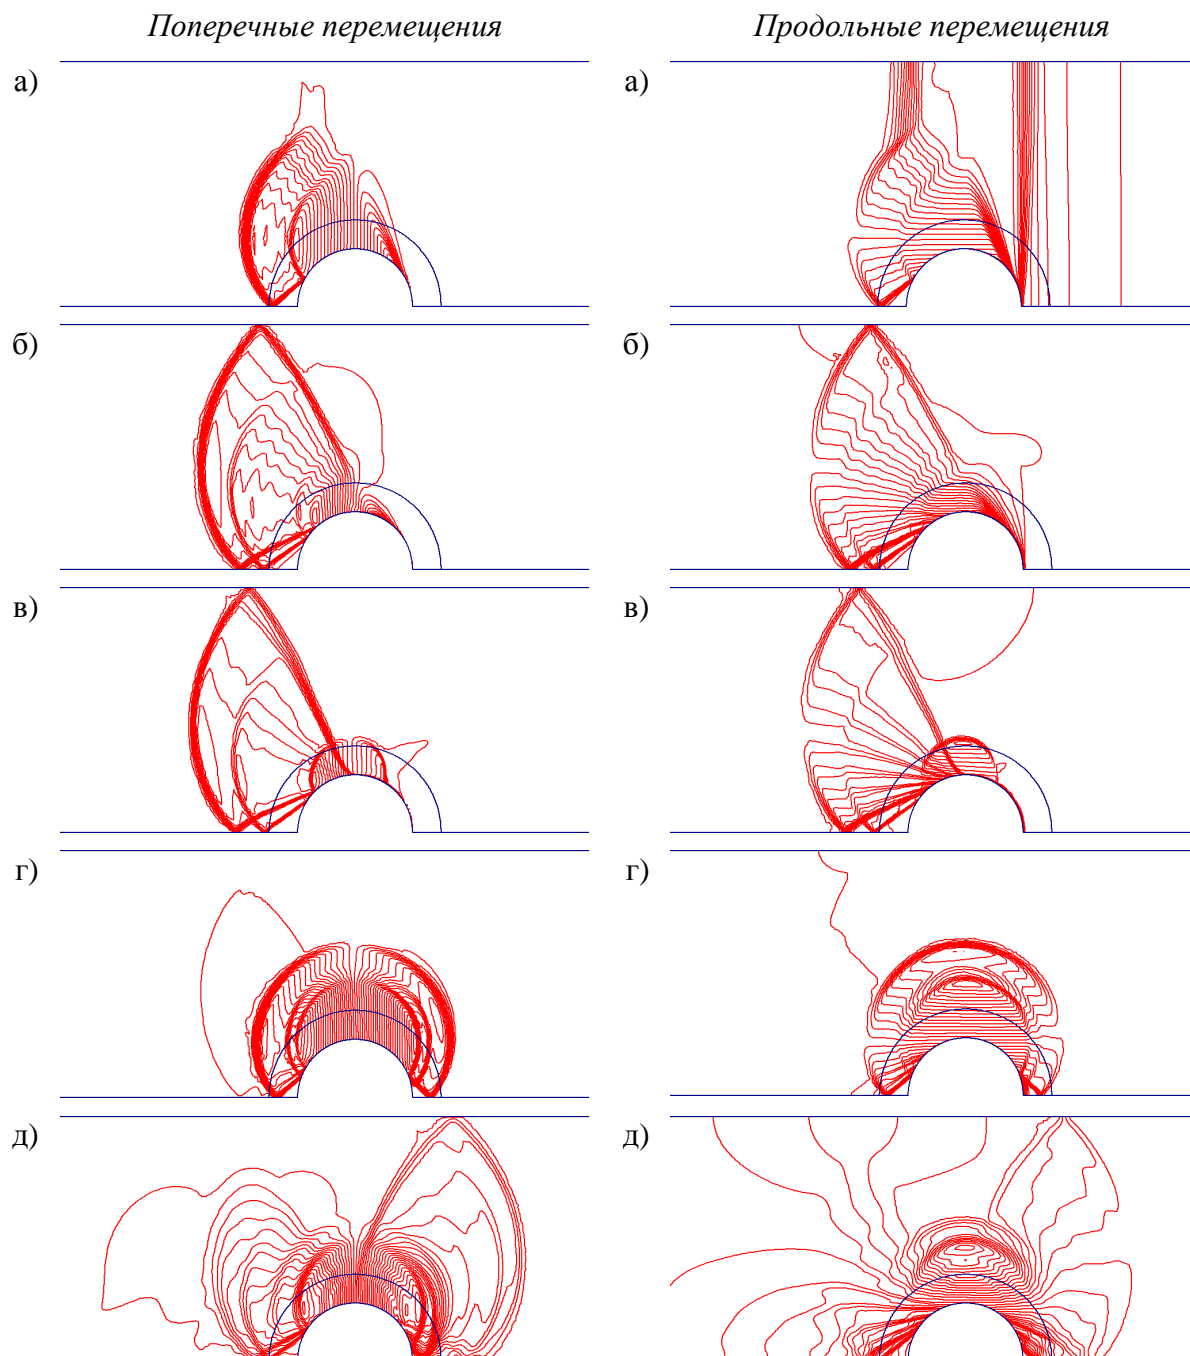 Поперечные перемещения Продольные перемещения
а) а)
б) б)
в) в)
г) г)
д) д)